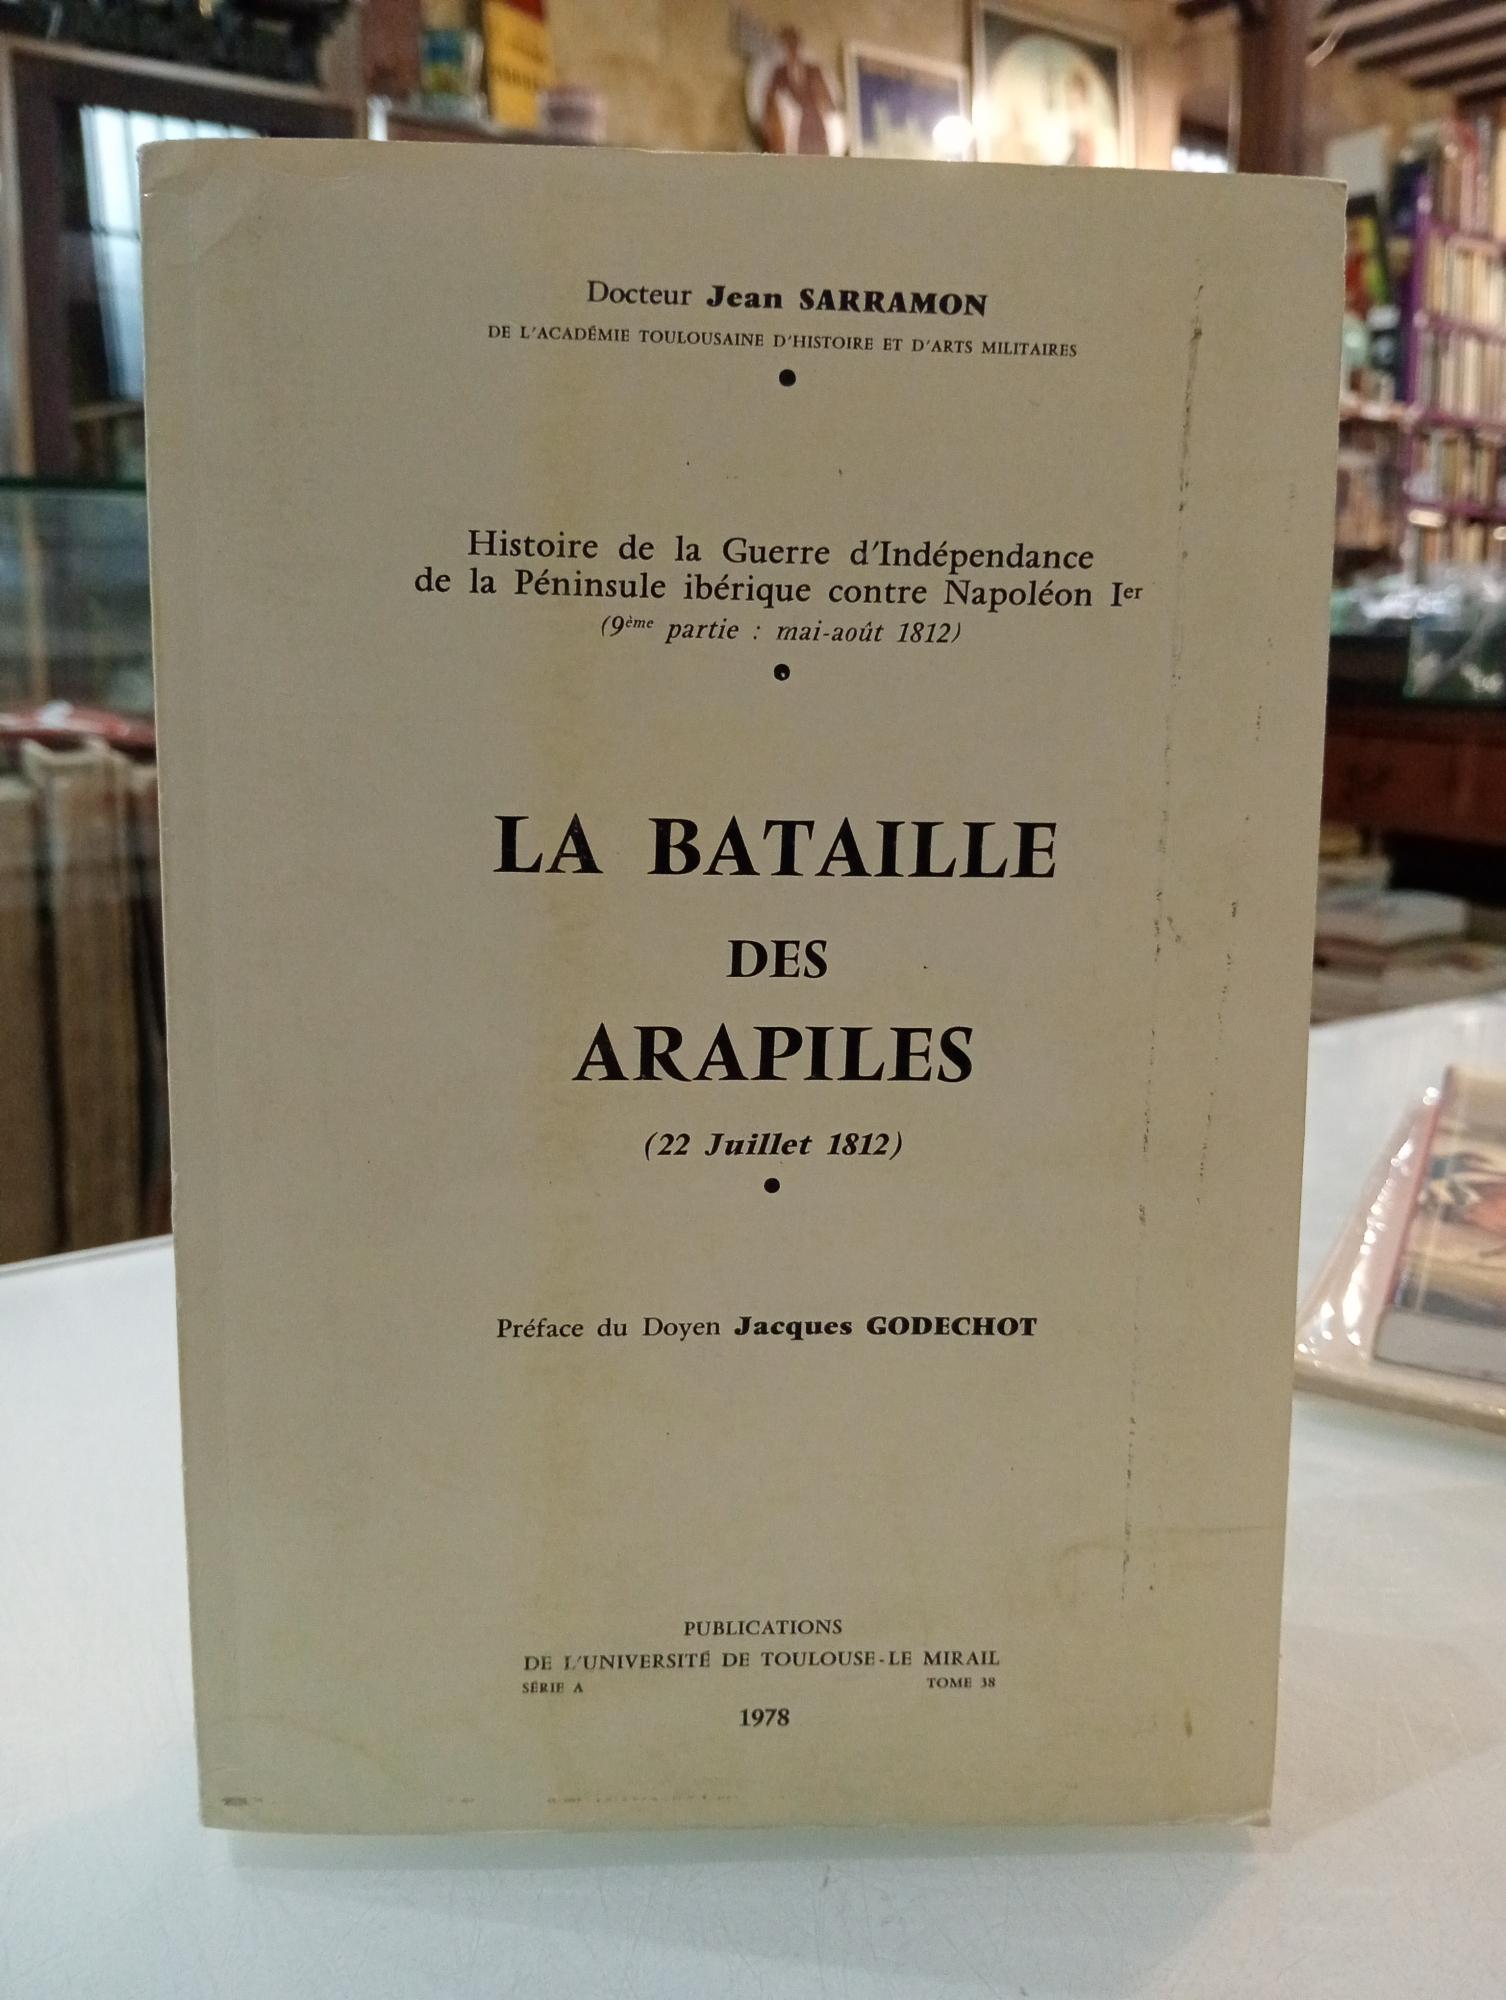 Docteur Jean SARRAMON
DE L'ACADÉMIE TOULOUSAINE D'HISTOIRE ET D'ARTS MILITAIRES
●
Histoire de la Guerre d'Indépendance
de la Péninsule ibérique contre Napoléon Ier
(9ème partie : mai-août 1812)
●
LA BATAILLE
DES
ARAPILES
(22 Juillet 1812)
●
Préface du Doyen Jacques GODECHOT
PUBLICATIONS
DE L'UNIVERSITÉ DE TOULOUSE-LE MIRAIL
SÉRIE A TOME 38
1978